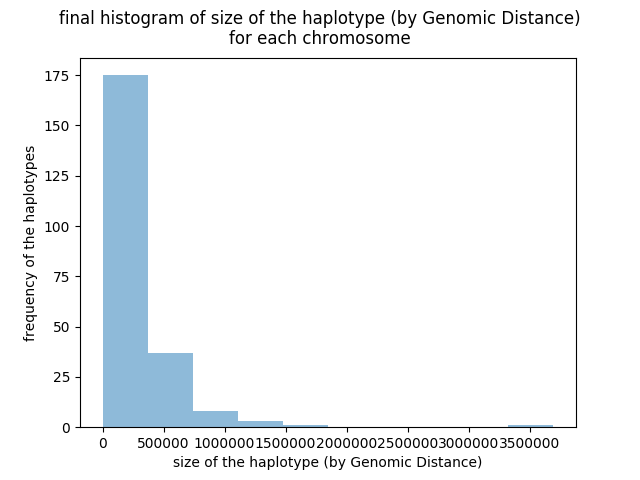 final histogram of size of the haplotype (by Genomic Distance)
for each chromosome
175
150
125
100
75
50
25
0
frequency of the haplotypes
0 500000 1000000 1500000 2000000 2500000 3000000 3500000
size of the haplotype (by Genomic Distance)